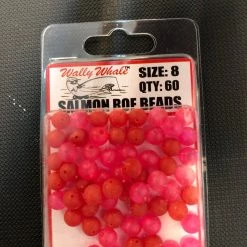 Wally Whale
SIZE: 8
QTY: 60
SALMON ROE BEADS